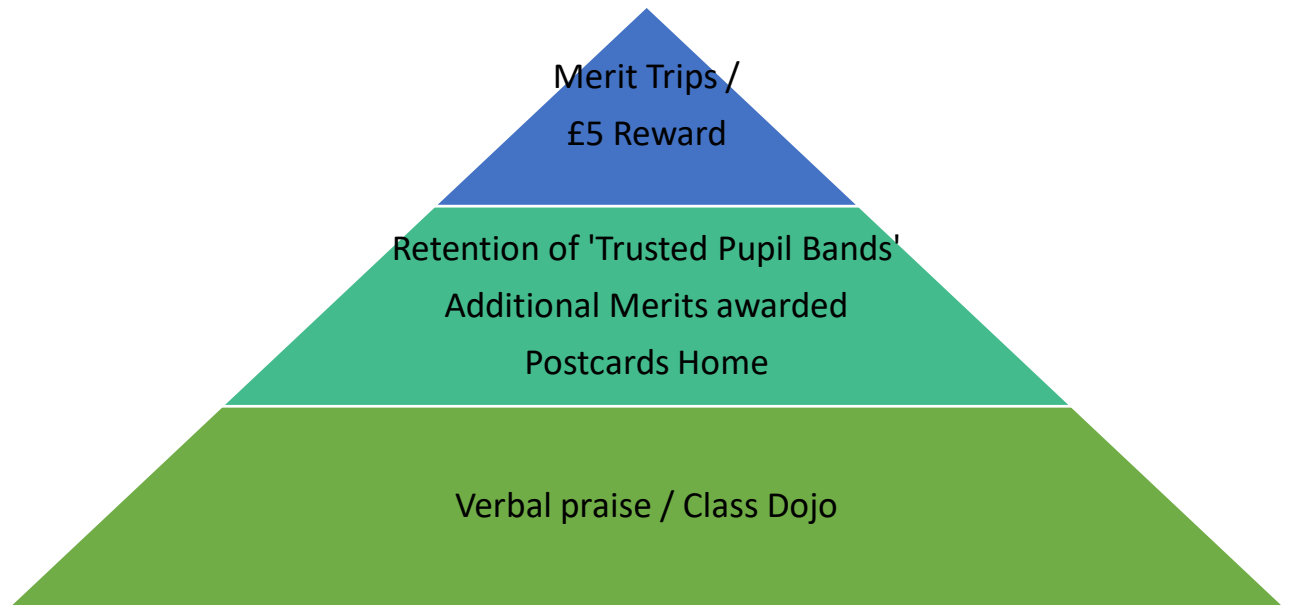 Merit Trips /
£5 Reward
Retention of 'Trusted Pupil Bands'
Additional Merits awarded
Postcards Home
Verbal praise / Class Dojo